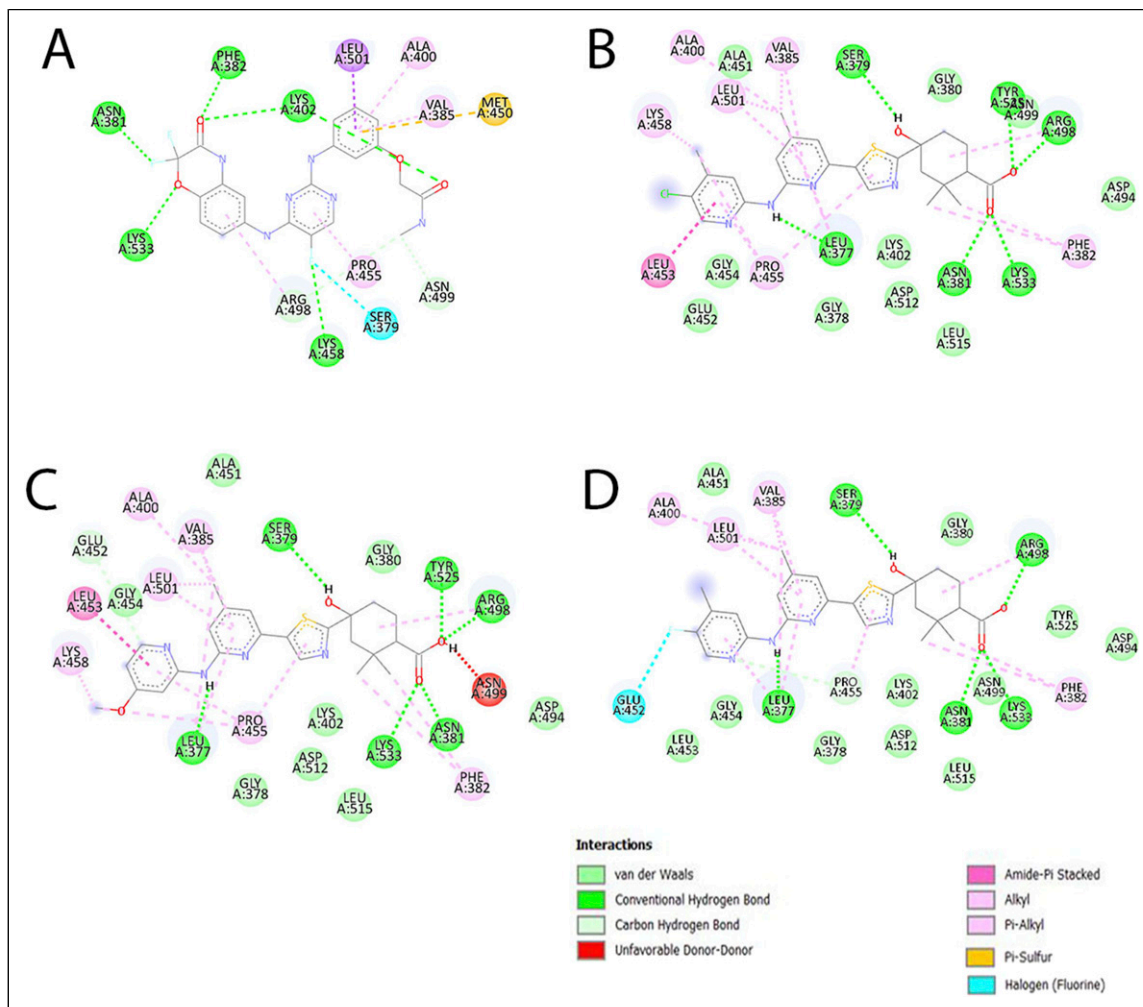 A
PHE
A:382
LEU
A:501
ALA
A:400
ASN
A:381
LYS
A:402
VAL
A:385
MET
A:450
LYS
A:533
ARG
A:498
PRO
A:455
ASN
A:499
SER
A:379
LYS
A:458
B
ALA
A:400
ALA
A:451
VAL
A:385
SER
A:379
GLY
A:380
TYR
A:525
ASN
A:499
ARG
A:498
LEU
A:501
LYS
A:458
ASP
A:494
LEU
A:453
GLY
A:454
PRO
A:455
LEU
A:377
LYS
A:402
PHE
A:382
ASN
A:381
LYS
A:533
GLU
A:452
GLY
A:378
ASP
A:512
LEU
A:515
S
N
N
N
N
H
H
O
O
O
Cl
C
ALA
A:451
ALA
A:400
VAL
A:385
SER
A:379
GLU
A:452
GLY
A:380
TYR
A:525
LEU
A:453
GLY
A:454
LEU
A:501
ARG
A:498
LYS
A:458
ASN
A:499
ASP
A:494
LEU
A:377
PRO
A:455
LYS
A:402
LYS
A:533
ASN
A:381
GLY
A:378
ASP
A:512
LEU
A:515
PHE
A:382
D
ALA
A:451
VAL
A:385
SER
A:379
ALA
A:400
LEU
A:501
GLY
A:380
ARG
A:498
TYR
A:525
ASP
A:494
GLU
A:452
GLY
A:454
LEU
A:377
PRO
A:455
LYS
A:402
ASN
A:499
PHE
A:382
LEU
A:453
GLY
A:378
ASP
A:512
ASN
A:381
LYS
A:533
LEU
A:515
Interactions
van der Waals
Conventional Hydrogen Bond
Carbon Hydrogen Bond
Unfavorable Donor-Donor
Amide-Pi Stacked
Alkyl
Pi-Alkyl
Pi-Sulfur
Halogen (Fluorine)